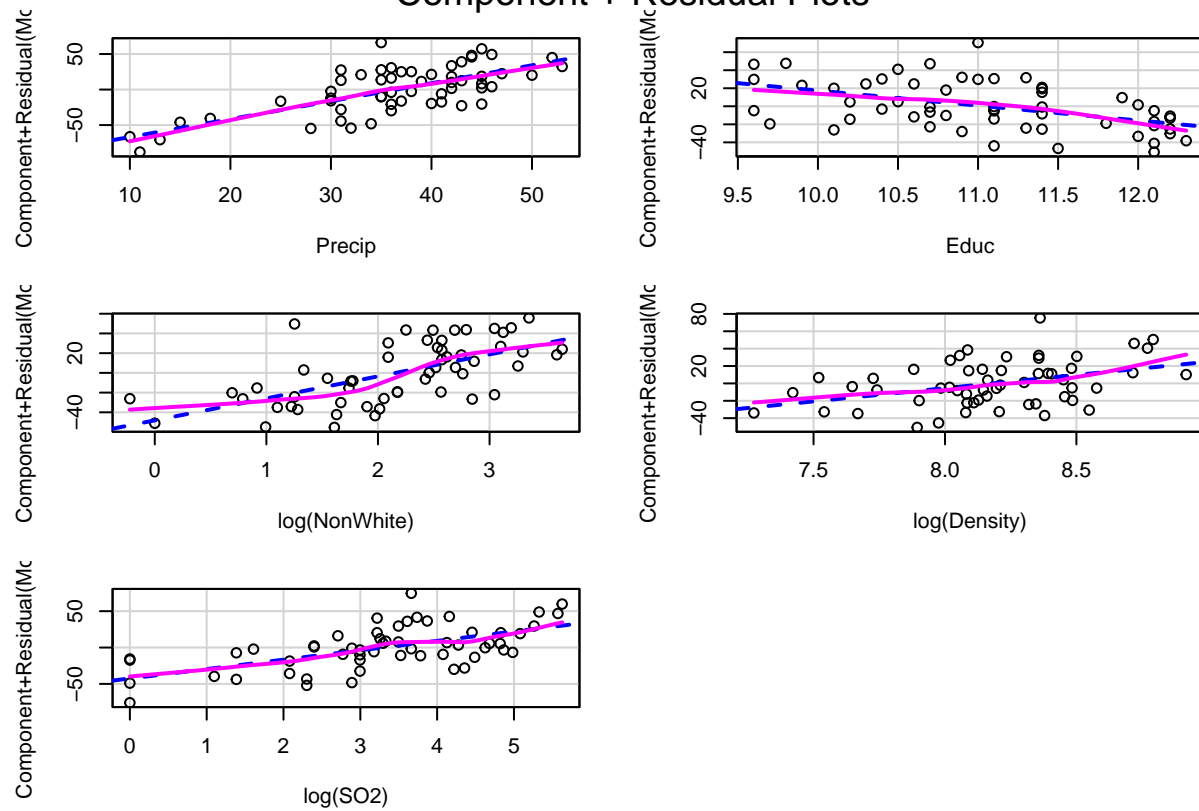 Component + Residual Plots
Component+Residual(Mo
50
−50
10 20 30 40 50
Precip
Component+Residual(Mo
20
−40
9.5 10.0 10.5 11.0 11.5 12.0
Educ
Component+Residual(Mo
20
−40
0 1 2 3
log(NonWhite)
Component+Residual(Mo
80
20
−40
7.5 8.0 8.5
log(Density)
Component+Residual(Mo
50
−50
0 1 2 3 4 5
log(SO2)